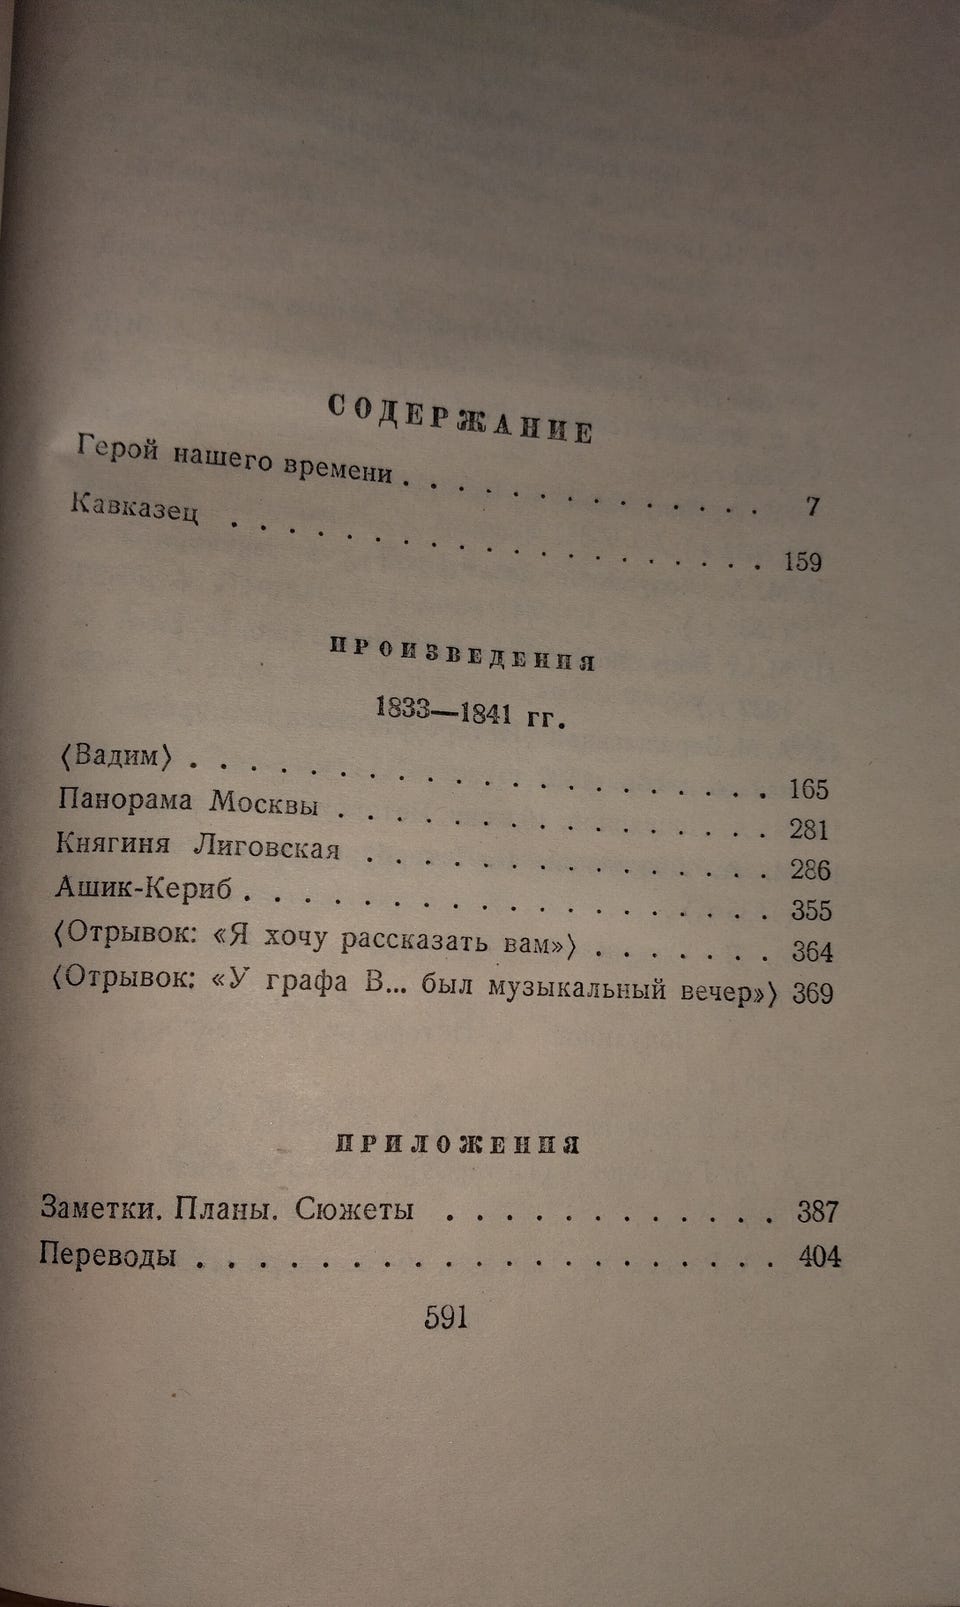 СОДЕРЖАНИЕ
Герой нашего времени . . . . . . . . . . . . . . 7
Кавказец . . . . . . . . . . . . . . . . . . . 159
ПРОИЗВЕДЕНИЯ
1833—1841 гг.
⟨Вадим⟩ . . . . . . . . . . . . . . . . . . . . 165
Панорама Москвы . . . . . . . . . . . . . . . 281
Княгиня Лиговская . . . . . . . . . . . . . . 286
Ашик-Кериб . . . . . . . . . . . . . . . . . . 355
⟨Отрывок: «Я хочу рассказать вам»⟩ . . . . . . . 364
⟨Отрывок: «У графа В... был музыкальный вечер»⟩ 369
ПРИЛОЖЕНИЯ
Заметки. Планы. Сюжеты . . . . . . . . . . . . 387
Переводы . . . . . . . . . . . . . . . . . . . 404
591